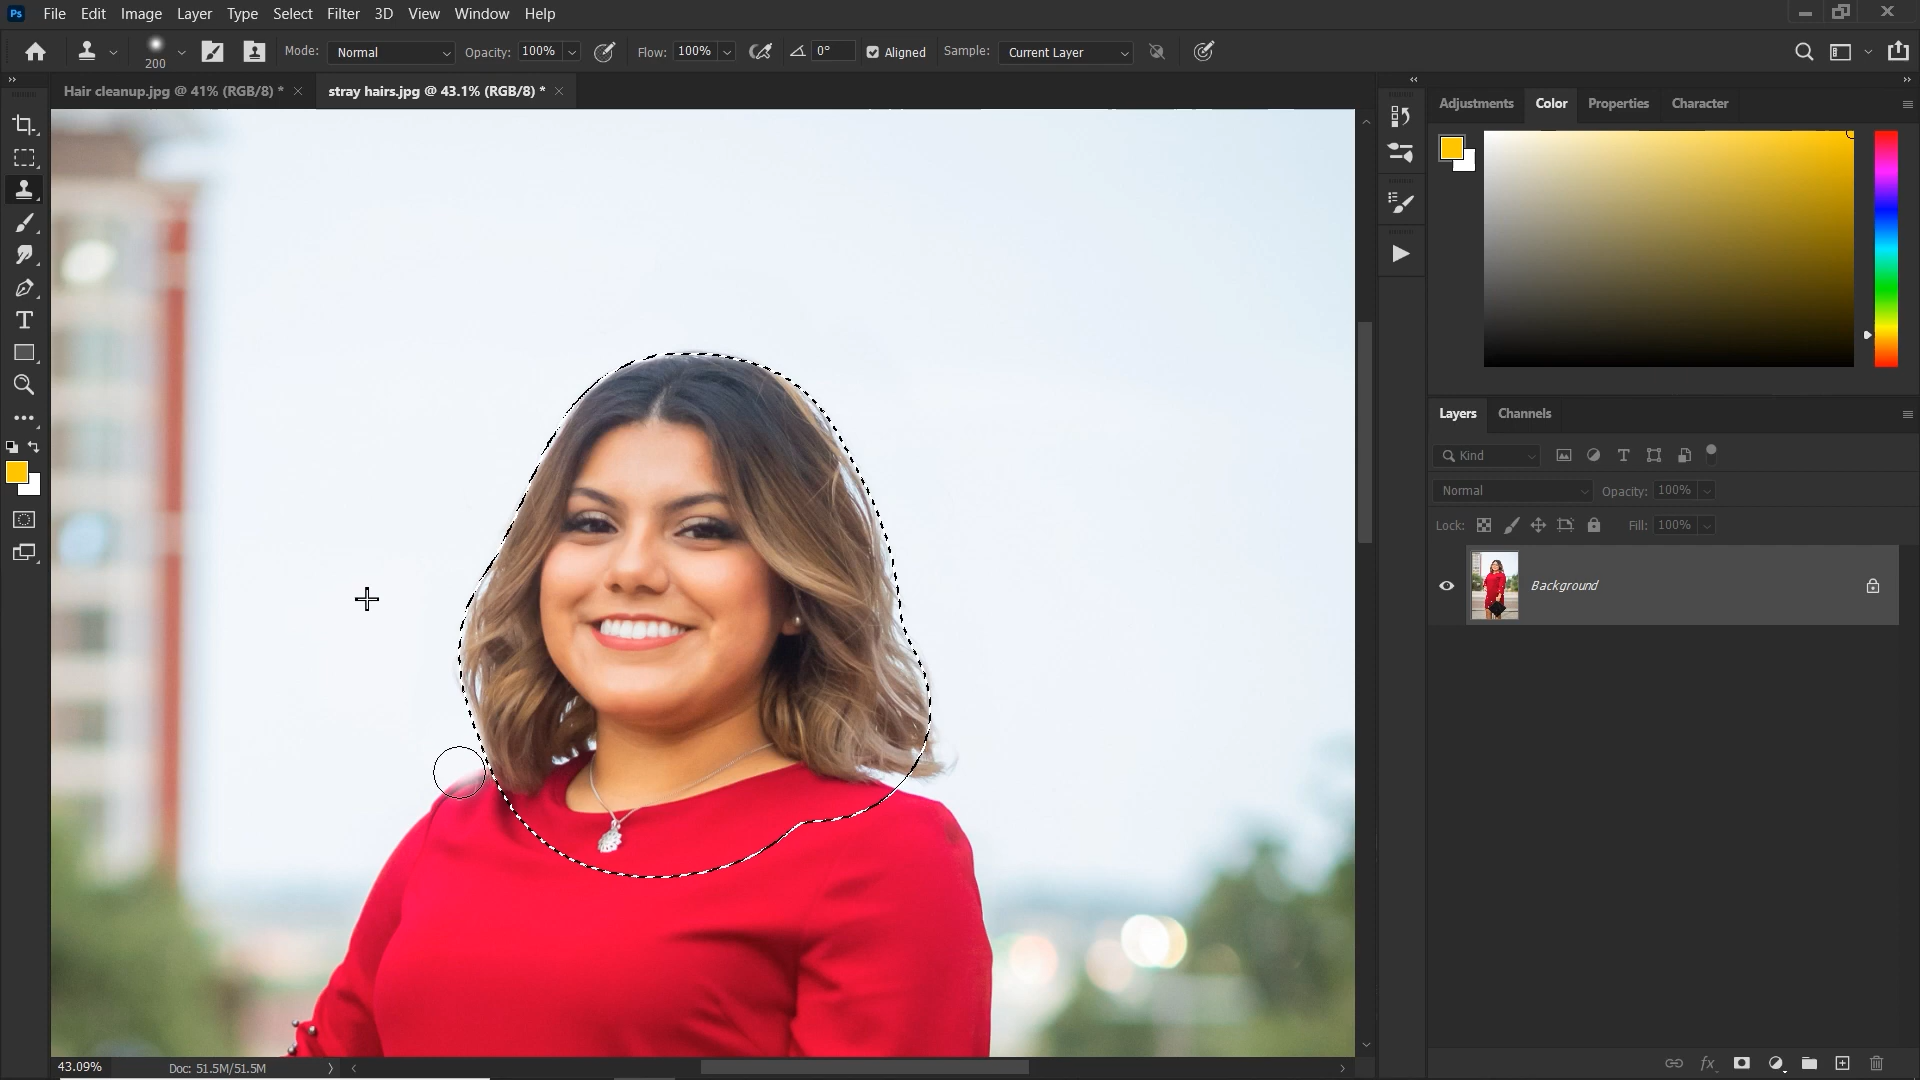 Ps File Edit Image Layer Type Select Filter 3D View Window Help
200 Mode: Normal Opacity: 100% Flow: 100% 0° Aligned Sample: Current Layer
Hair cleanup.jpg @ 41% (RGB/8) * stray hairs.jpg @ 43.1% (RGB/8) *
Adjustments Color Properties Character
Layers Channels
Kind
Normal Opacity: 100%
Lock: Fill: 100%
Background
43.09% Doc: 51.5M/51.5M